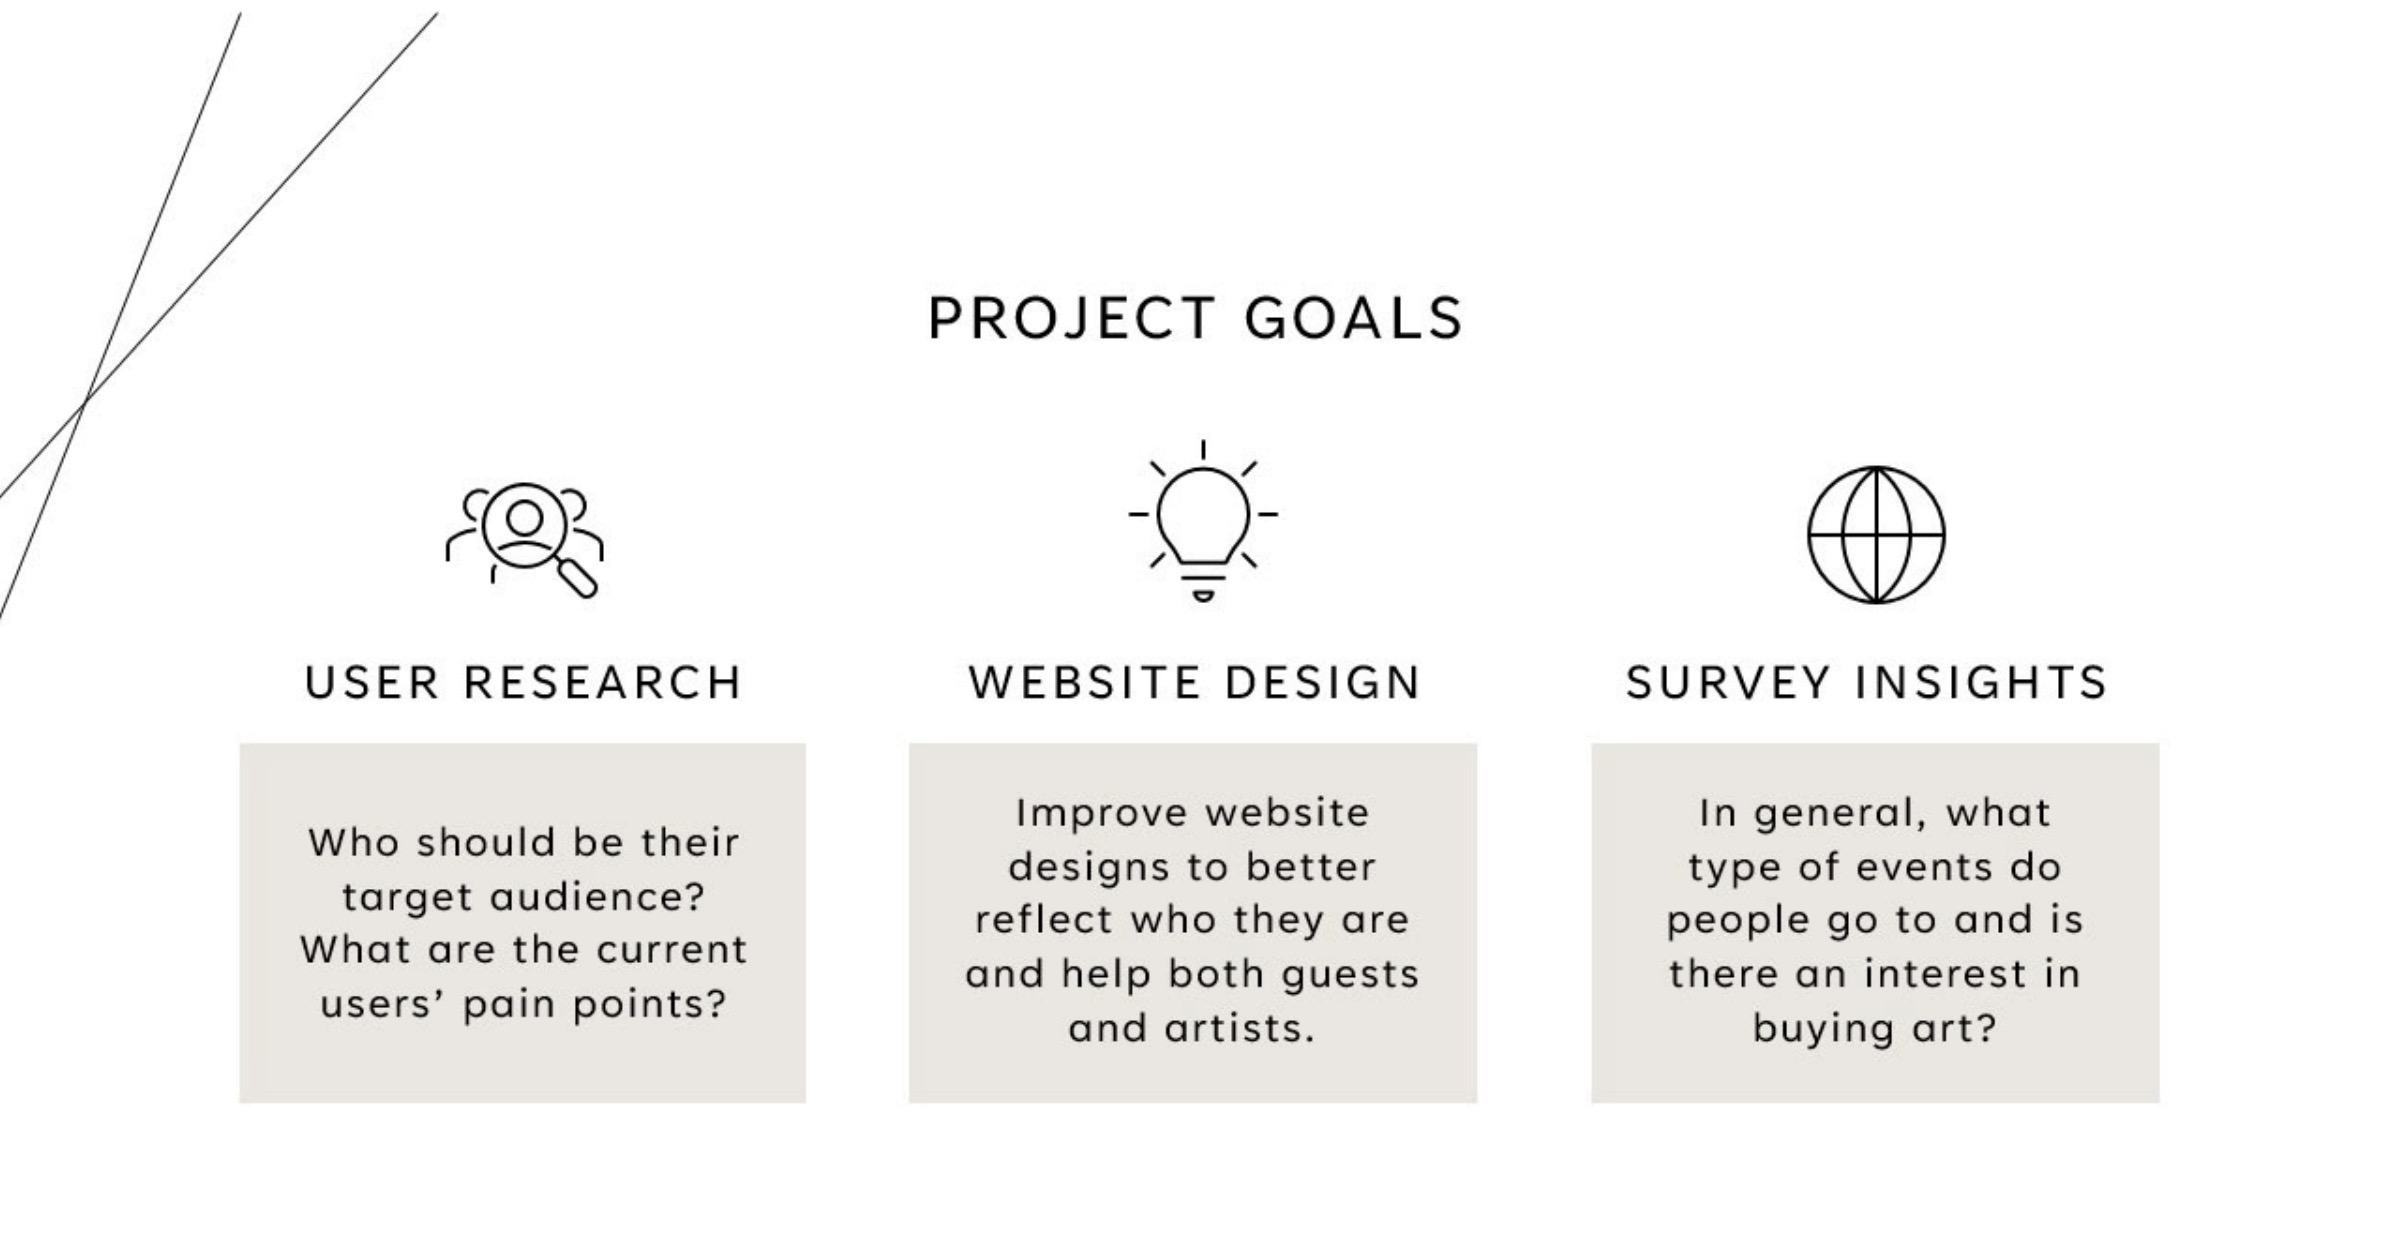 PROJECT GOALS
USER RESEARCH
Who should be their
target audience?
What are the current
users’ pain points?
WEBSITE DESIGN
Improve website
designs to better
reflect who they are
and help both guests
and artists.
SURVEY INSIGHTS
In general, what
type of events do
people go to and is
there an interest in
buying art?